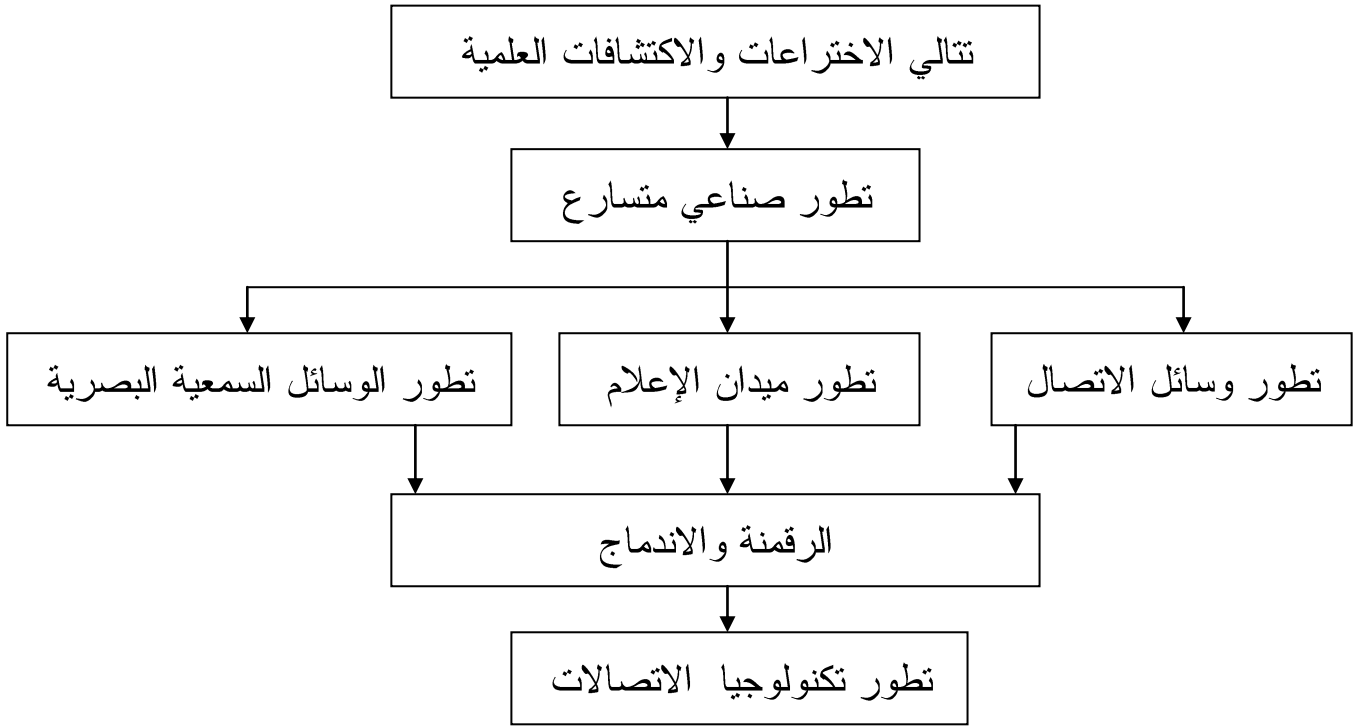 تتالي الاختراعات والاكتشافات العلمية
تطور صناعي متسارع
تطور وسائل الاتصال
تطور ميدان الإعلام
تطور الوسائل السمعية البصرية
الرقمنة والاندماج
تطور تكنولوجيا الاتصالات